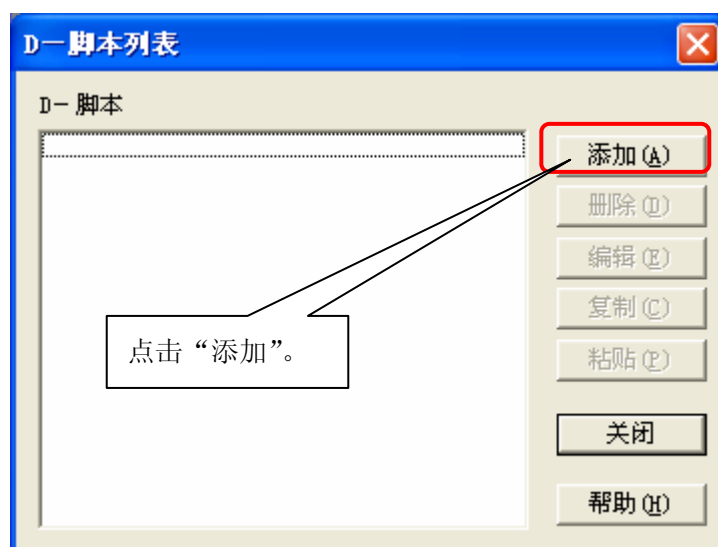 D－脚本列表
D－ 脚本
添加(A)
删除(D)
编辑(E)
复制(C)
粘贴(P)
点击“添加”。
关闭
帮助(H)